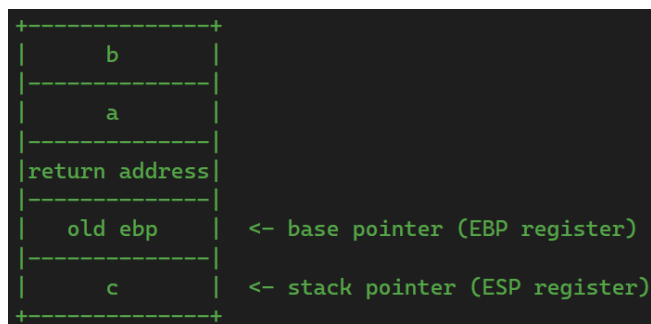 +--------------+
|      b       |
|--------------|
|      a       |
|--------------|
|return address|
|--------------|
|   old ebp    |  <- base pointer (EBP register)
|--------------|
|      c       |  <- stack pointer (ESP register)
+--------------+